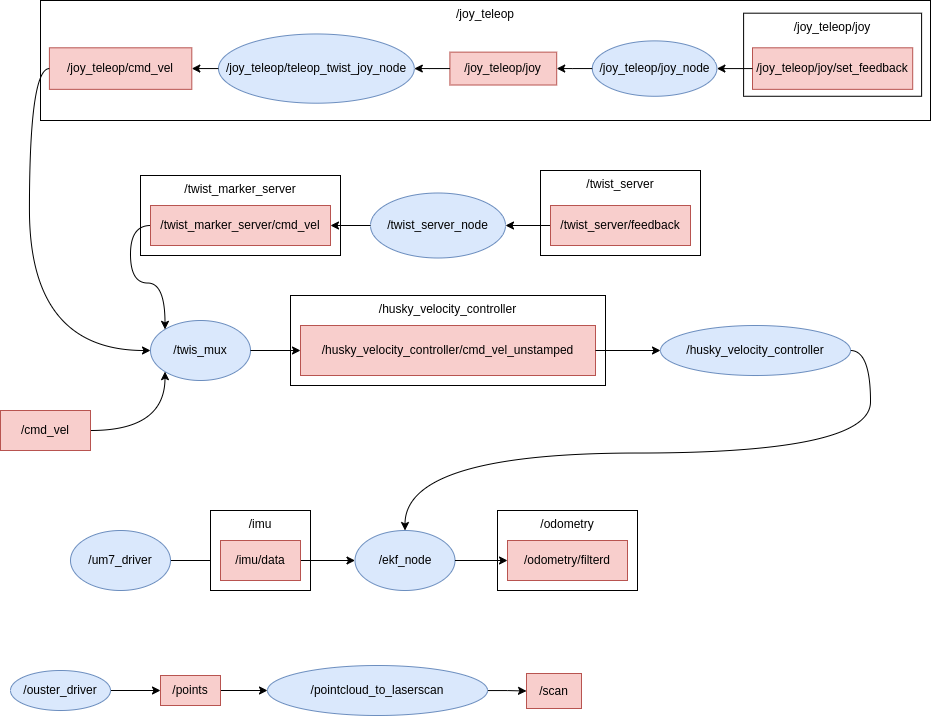 /joy_teleop
/joy_teleop/joy
/joy_teleop/cmd_vel
/joy_teleop/teleop_twist_joy_node
/joy_teleop/joy
/joy_teleop/joy_node
/joy_teleop/joy/set_feedback
/twist_marker_server
/twist_server
/twist_marker_server/cmd_vel
/twist_server_node
/twist_server/feedback
/husky_velocity_controller
/twis_mux
/husky_velocity_controller/cmd_vel_unstamped
/husky_velocity_controller
/cmd_vel
/imu
/odometry
/um7_driver
/imu/data
/ekf_node
/odometry/filterd
/ouster_driver
/points
/pointcloud_to_laserscan
/scan